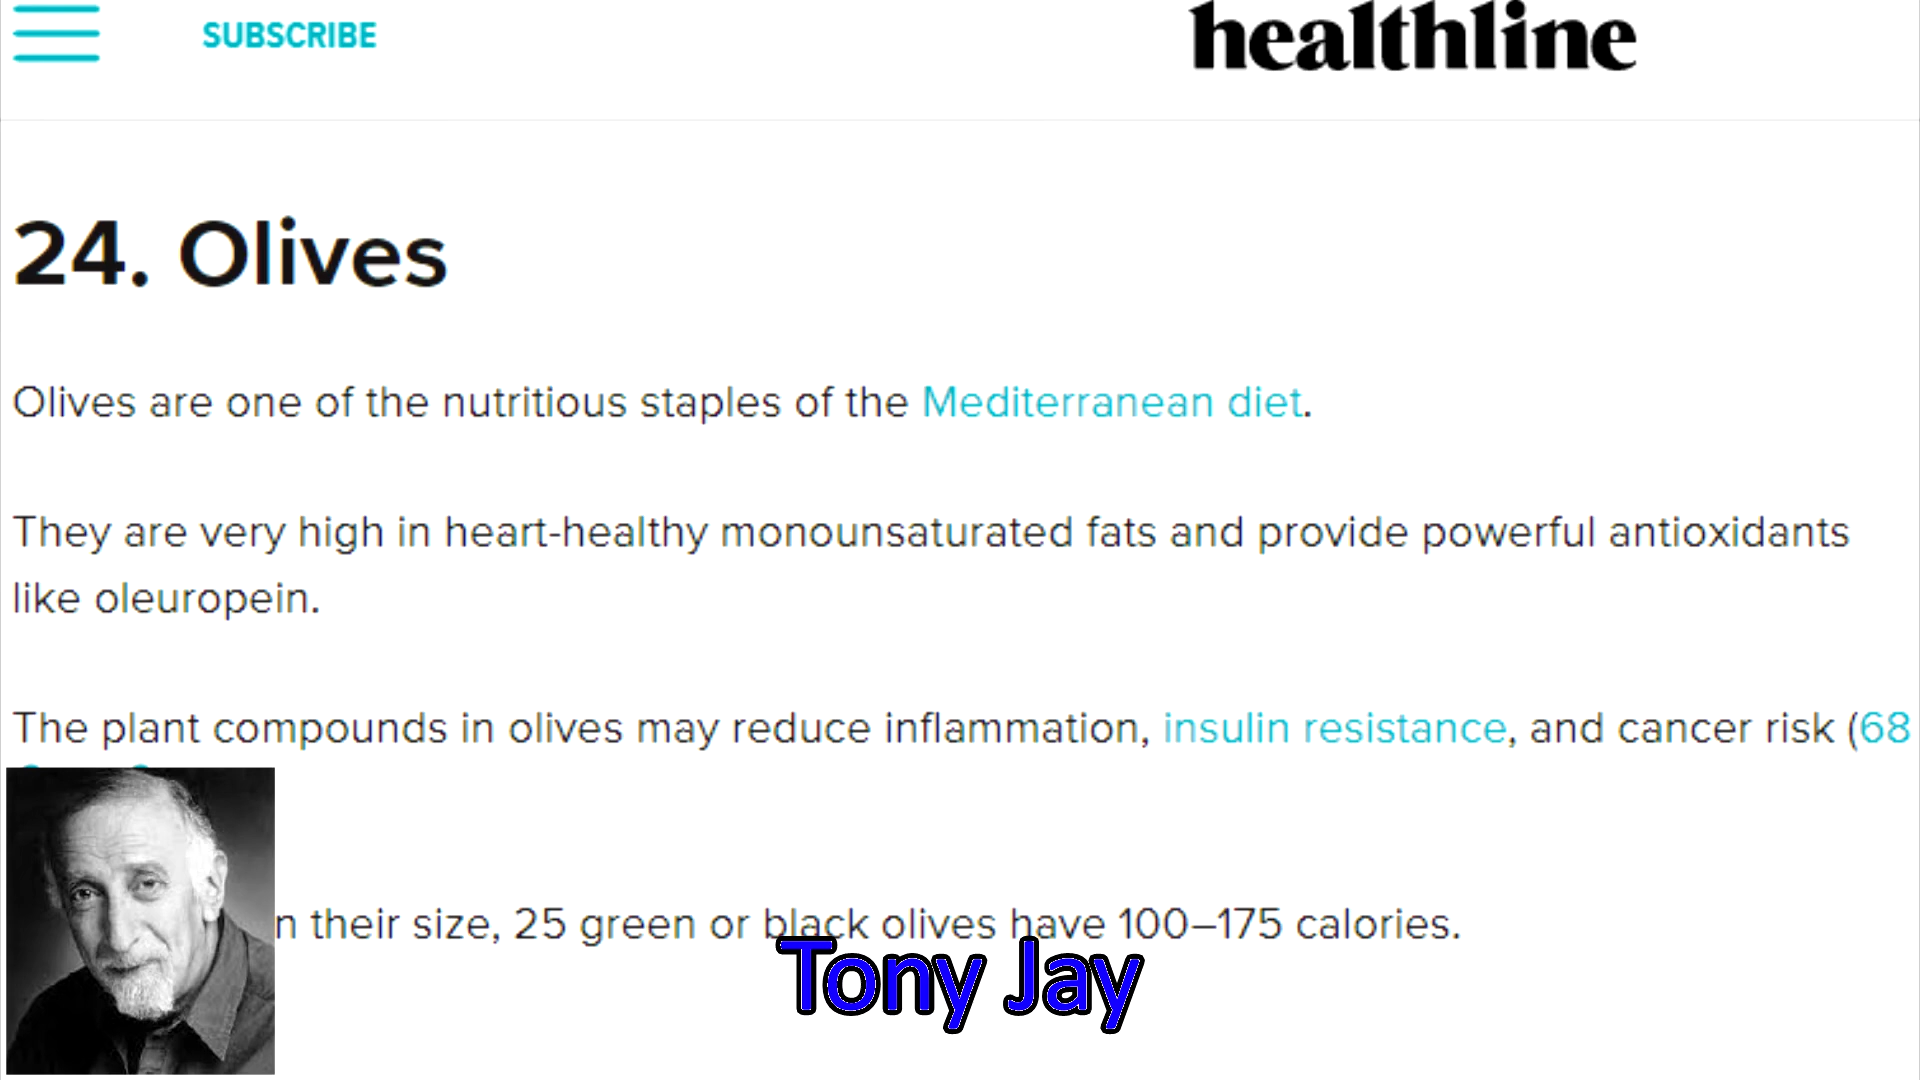 SUBSCRIBE
healthline
24. Olives
Olives are one of the nutritious staples of the Mediterranean diet.
They are very high in heart-healthy monounsaturated fats and provide powerful antioxidants
like oleuropein.
The plant compounds in olives may reduce inflammation, insulin resistance, and cancer risk (68
n their size, 25 green or black olives have 100–175 calories.
Tony Jay